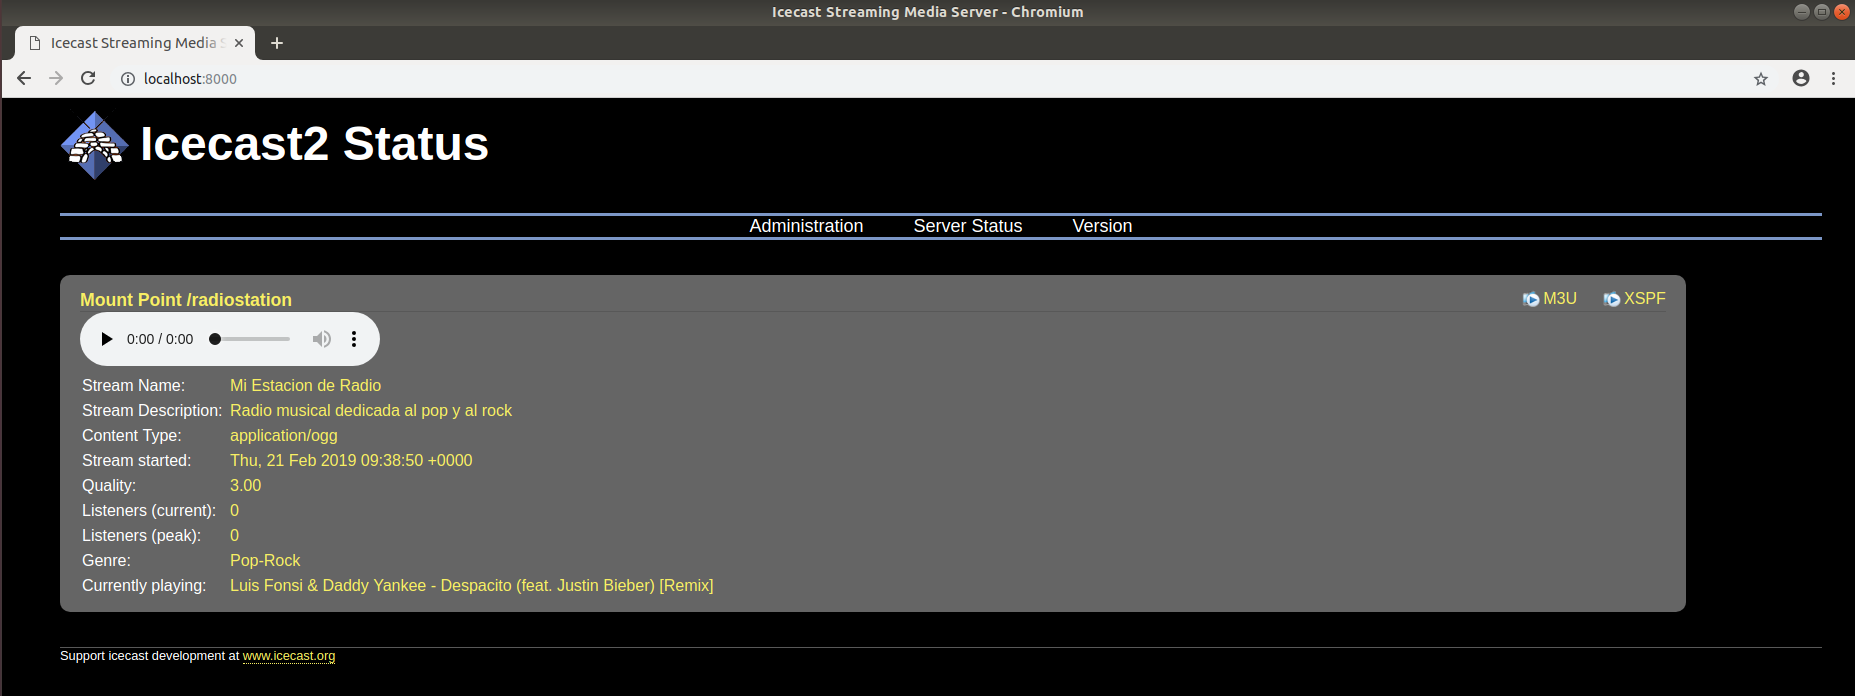 Icecast Streaming Media Server - Chromium
Icecast Streaming Media S
localhost:8000
Icecast2 Status
Administration Server Status Version
Mount Point /radiostation M3U XSPF
0:00 / 0:00
Stream Name: Mi Estacion de Radio
Stream Description: Radio musical dedicada al pop y al rock
Content Type: application/ogg
Stream started: Thu, 21 Feb 2019 09:38:50 +0000
Quality: 3.00
Listeners (current): 0
Listeners (peak): 0
Genre: Pop-Rock
Currently playing: Luis Fonsi & Daddy Yankee - Despacito (feat. Justin Bieber) [Remix]
Support icecast development at www.icecast.org